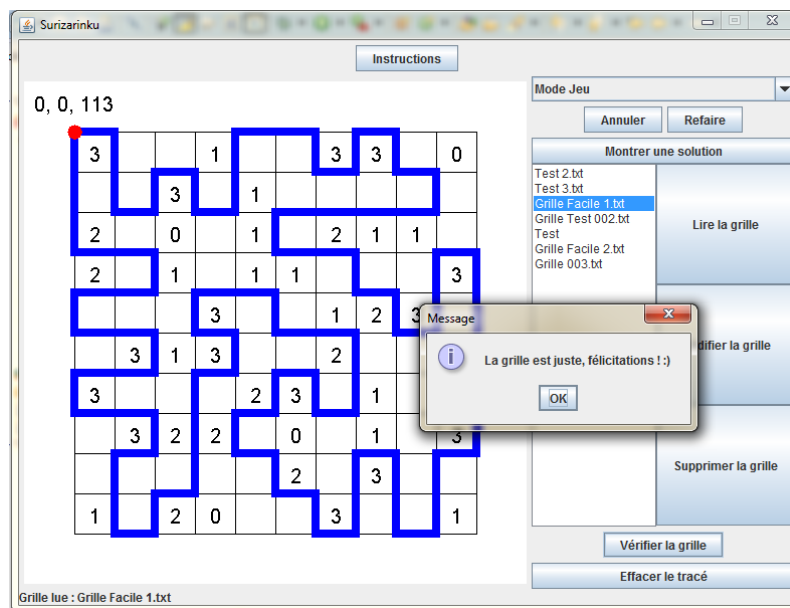 Surizarinku
Instructions
0, 0, 113
3 1 3 3 0
3 1
2 0 1 2 1 1
2 1 1 1 3
3 1 2 3
3 1 3 2
3 2 3 1
3 2 2 0 1 3
2 3
1 2 0 3 1
Mode Jeu
Annuler Refaire
Montrer une solution
Test 2.txt
Test 3.txt
Grille Facile 1.txt
Grille Test 002.txt
Test
Grille Facile 2.txt
Grille 003.txt
Lire la grille
difier la grille
Supprimer la grille
Message
La grille est juste, félicitations ! :)
OK
Vérifier la grille
Effacer le tracé
Grille lue : Grille Facile 1.txt